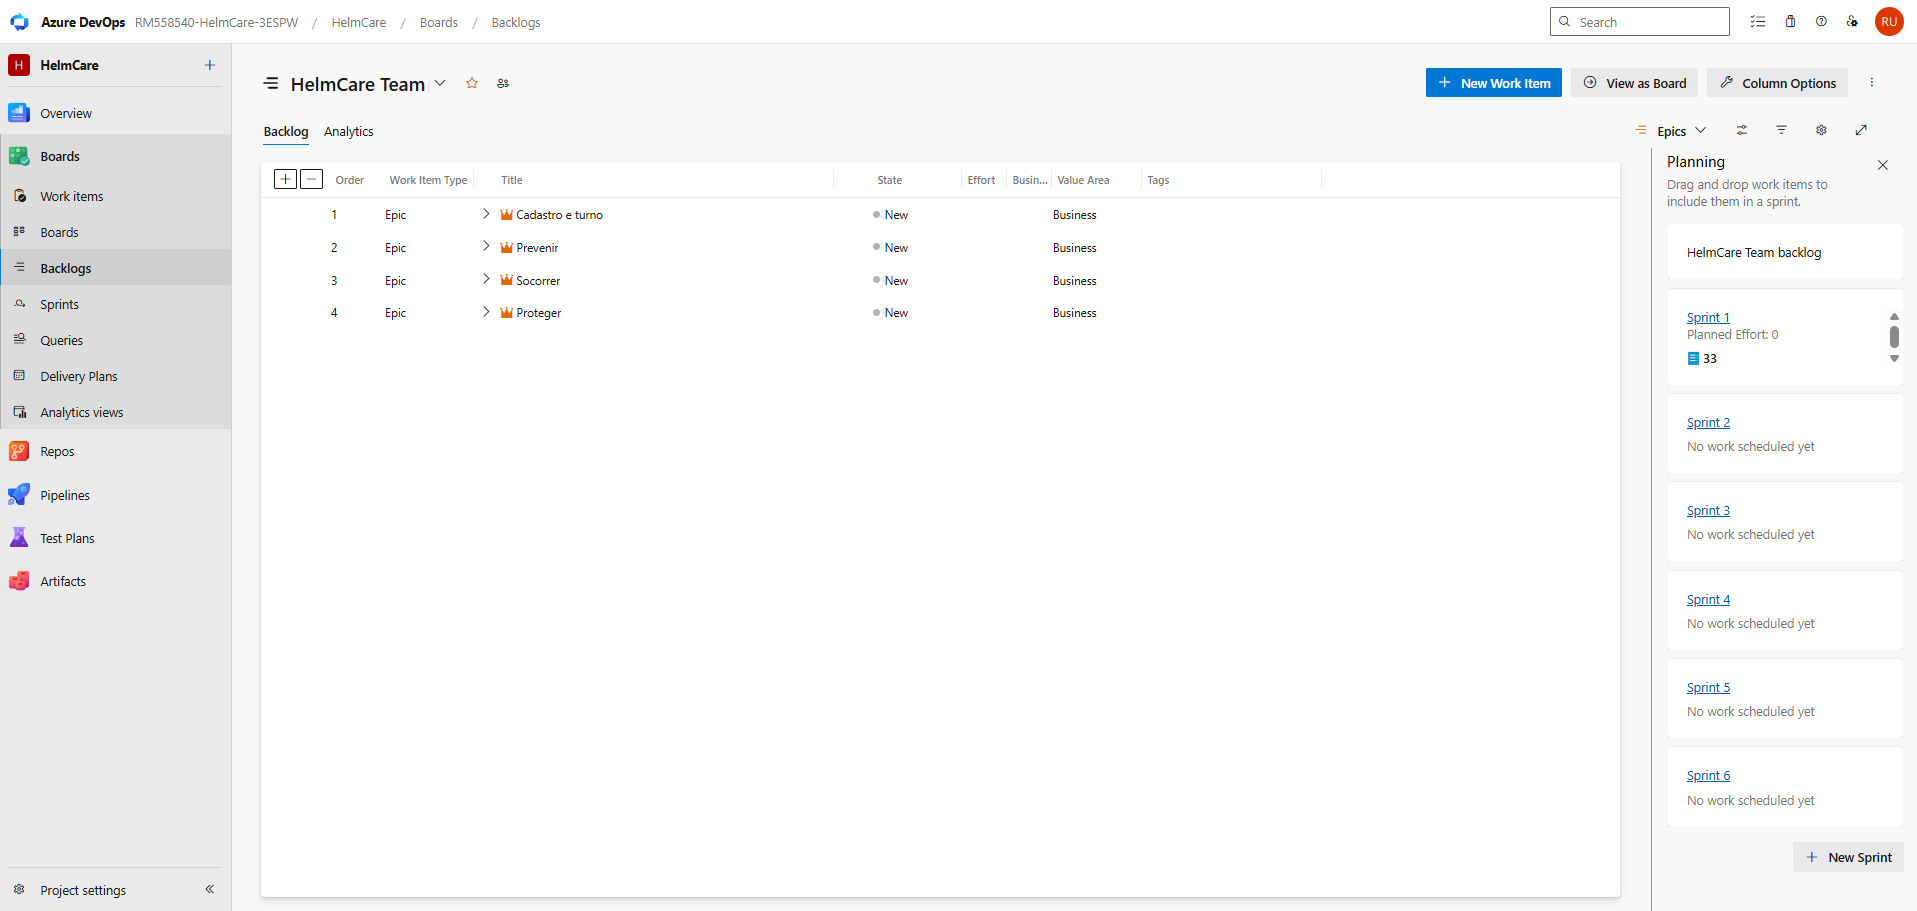 Azure DevOps RM558540-HelmCare-3ESPW / HelmCare / Boards / Backlogs
Search
RU
H HelmCare
Overview
Boards
Work items
Boards
Backlogs
Sprints
Queries
Delivery Plans
Analytics views
Repos
Pipelines
Test Plans
Artifacts
Project settings
HelmCare Team
New Work Item
View as Board
Column Options
Backlog Analytics
Epics
Order Work Item Type Title State Effort Busin... Value Area Tags
1 Epic Cadastro e turno New Business
2 Epic Prevenir New Business
3 Epic Socorrer New Business
4 Epic Proteger New Business
Planning
Drag and drop work items to
include them in a sprint.
HelmCare Team backlog
Sprint 1
Planned Effort: 0
33
Sprint 2
No work scheduled yet
Sprint 3
No work scheduled yet
Sprint 4
No work scheduled yet
Sprint 5
No work scheduled yet
Sprint 6
No work scheduled yet
New Sprint